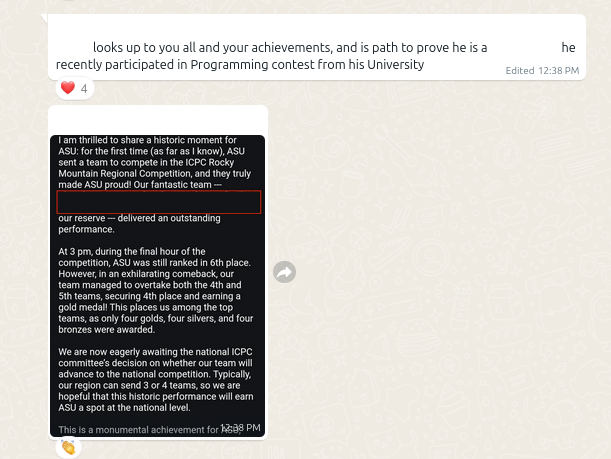 looks up to you all and your achievements, and is path to prove he is a he
recently participated in Programming contest from his University
Edited 12:38 PM
4
I am thrilled to share a historic moment for
ASU: for the first time (as far as I know), ASU
sent a team to compete in the ICPC Rocky
Mountain Regional Competition, and they truly
made ASU proud! Our fantastic team —
our reserve — delivered an outstanding
performance.
At 3 pm, during the final hour of the
competition, ASU was still ranked in 6th place.
However, in an exhilarating comeback, our
team managed to overtake both the 4th and
5th teams, securing 4th place and earning a
gold medal! This places us among the top
teams, as only four golds, four silvers, and four
bronzes were awarded.
We are now eagerly awaiting the national ICPC
committee's decision on whether our team will
advance to the national competition. Typically,
our region can send 3 or 4 teams, so we are
hopeful that this historic performance will earn
ASU a spot at the national level.
This is a monumental achievement for ASU,
12:38 PM